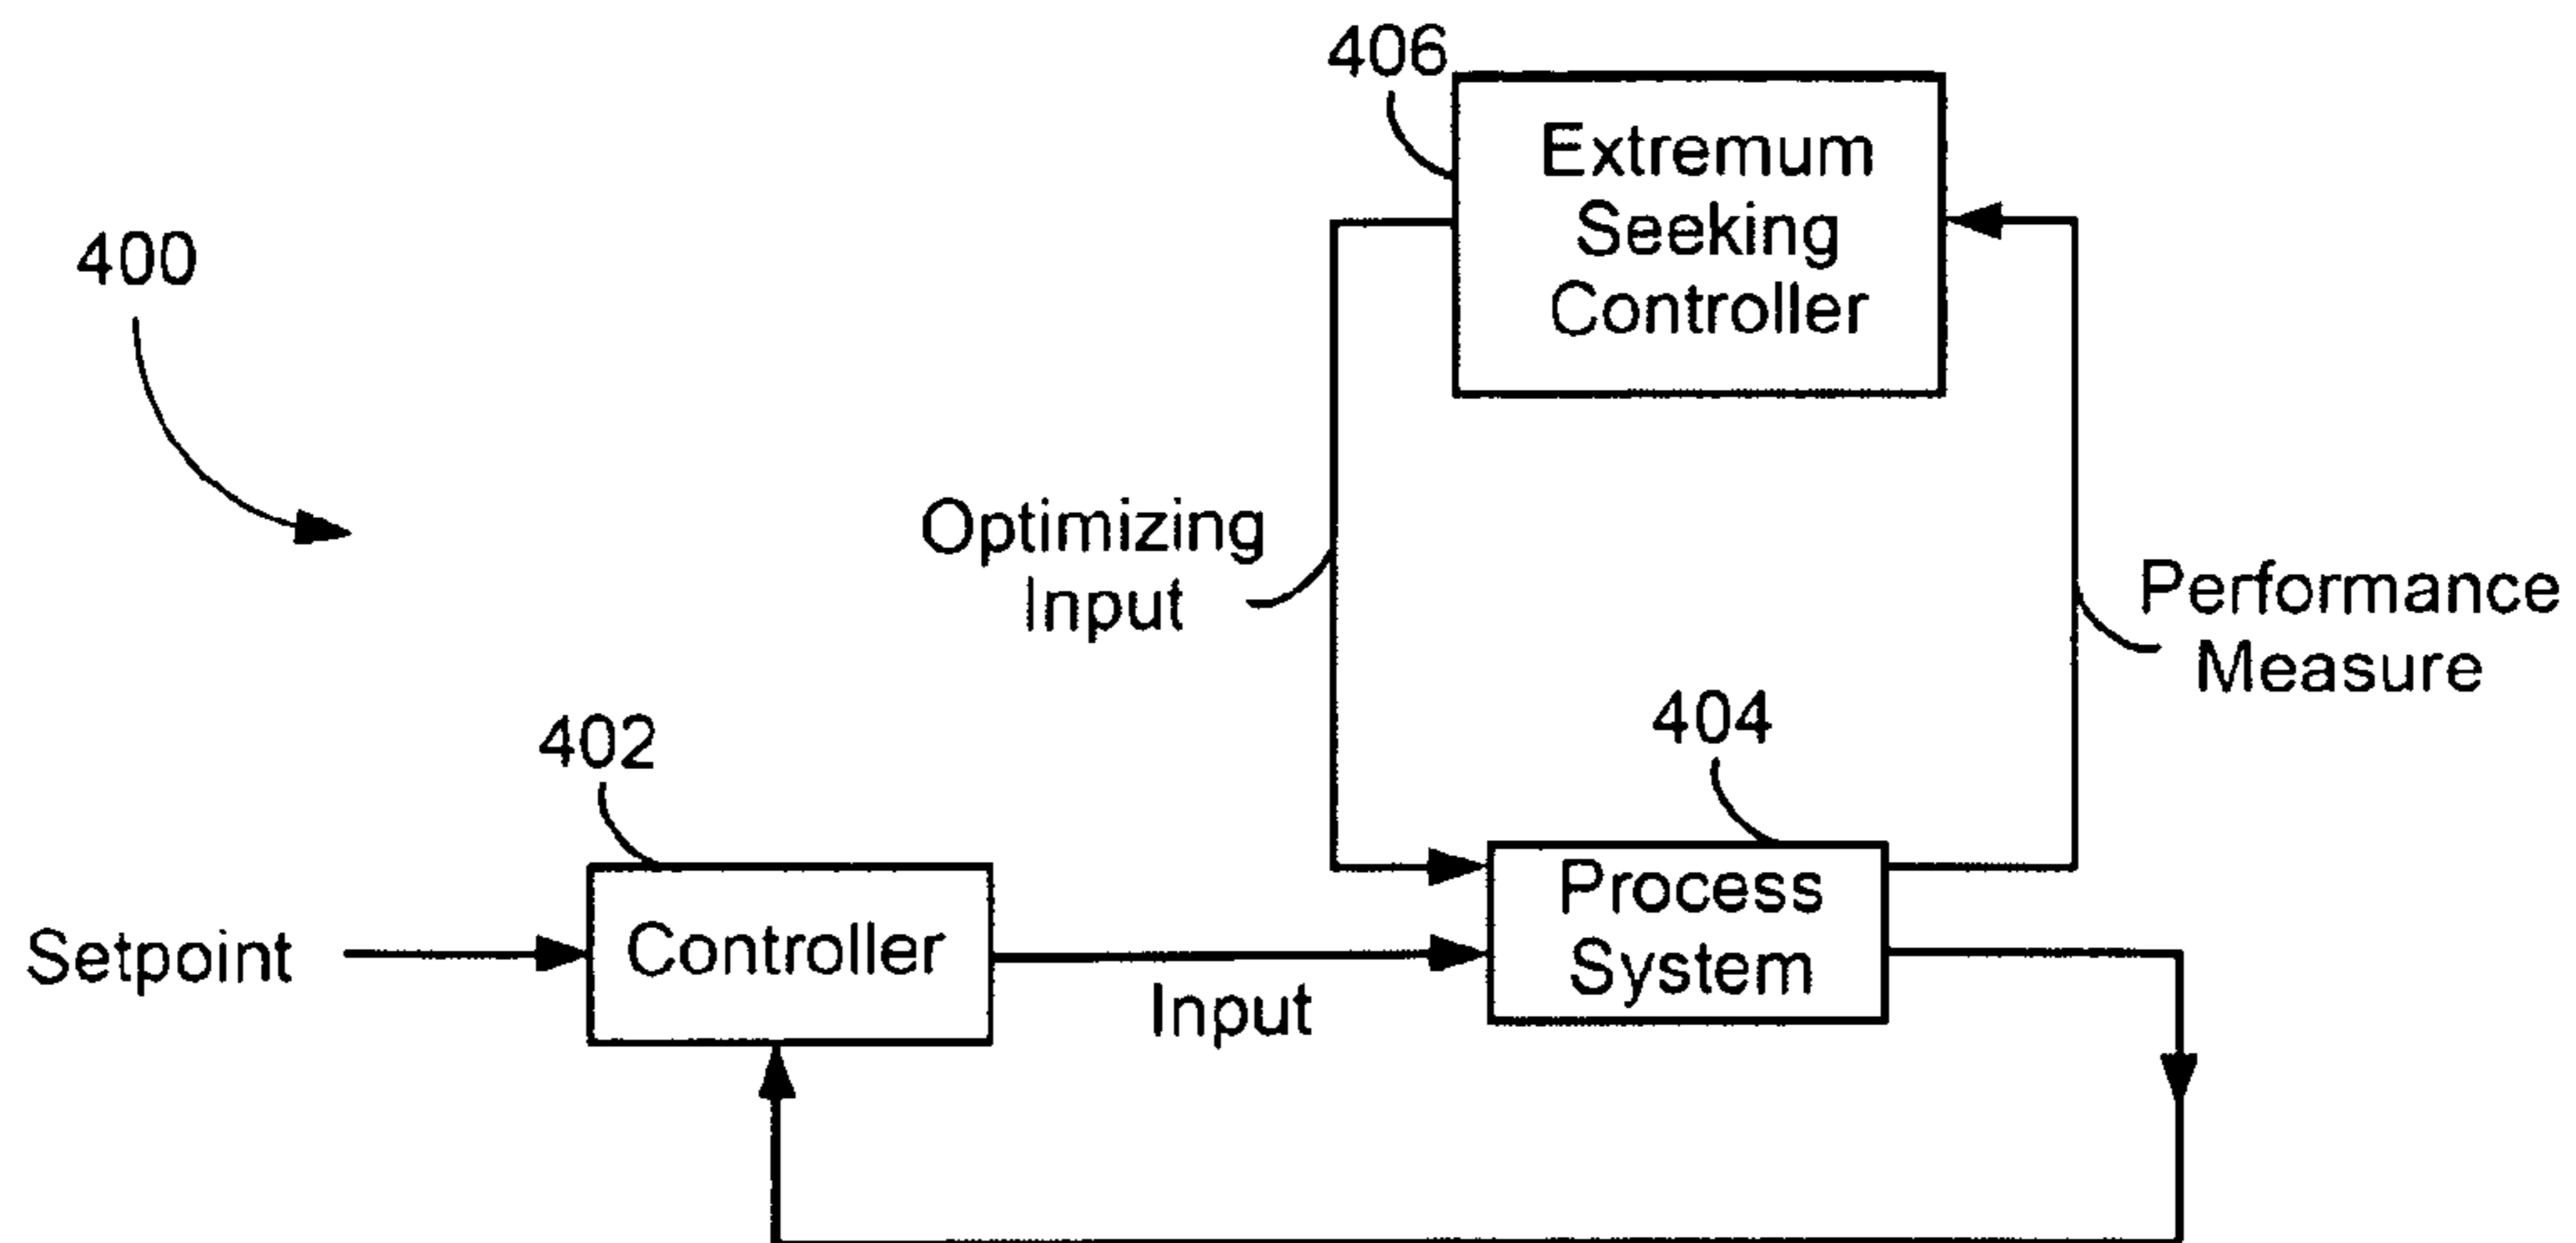 406
Extremum
Seeking
Controller
400
Optimizing
Input
Performance
Measure
402
404
Setpoint
Controller
Input
Process
System